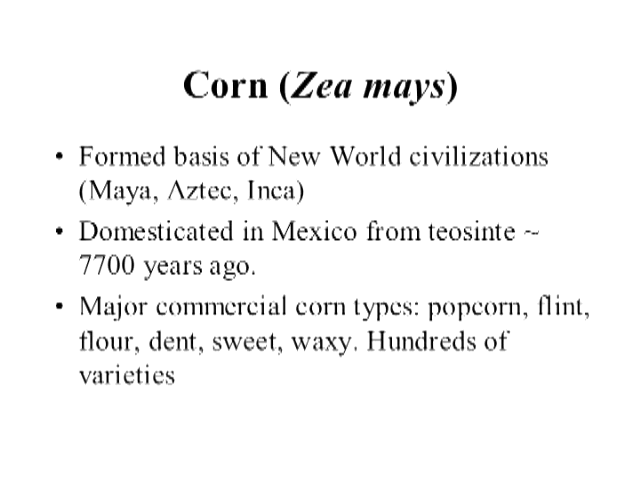 Corn (Zea mays)
• Formed basis of New World civilizations
(Maya, Aztec, Inca)
• Domesticated in Mexico from teosinte ~
7700 years ago.
• Major commercial corn types: popcorn, flint,
flour, dent, sweet, waxy. Hundreds of
varieties